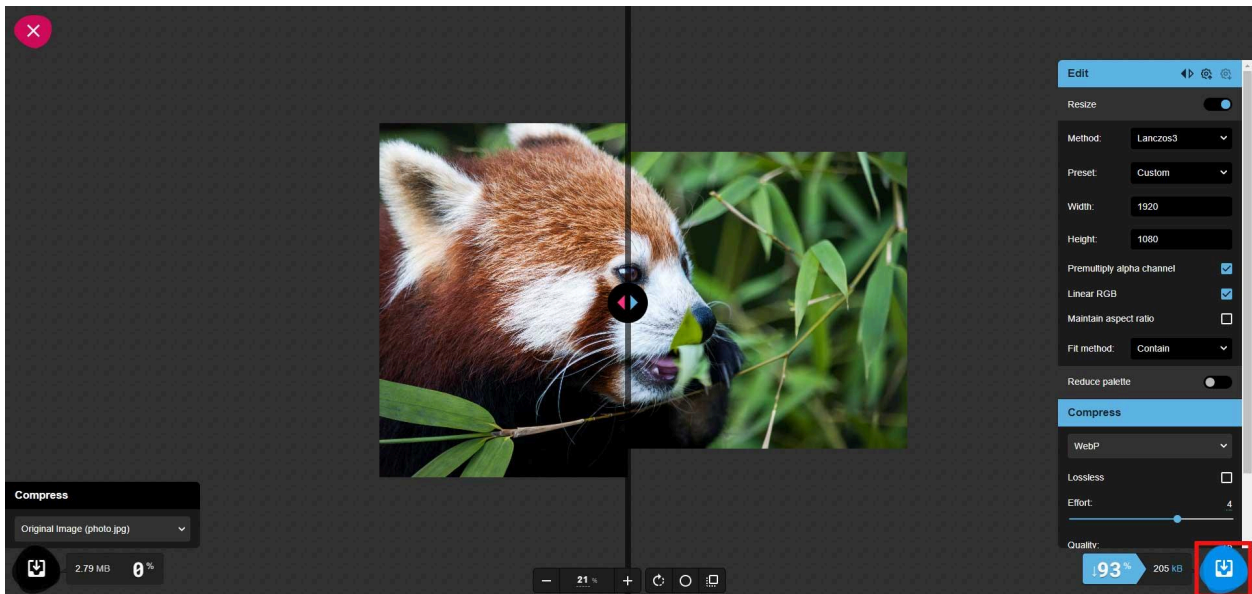 Edit
Resize
Method: Lanczos3
Preset: Custom
Width: 1920
Height: 1080
Premultiply alpha channel
Linear RGB
Maintain aspect ratio
Fit method: Contain
Reduce palette
Compress
WebP
Lossless
Effort: 4
Quality:
↓93 % 205 kB
Compress
Original Image (photo.jpg)
2.79 MB 0 %
− 21 % +